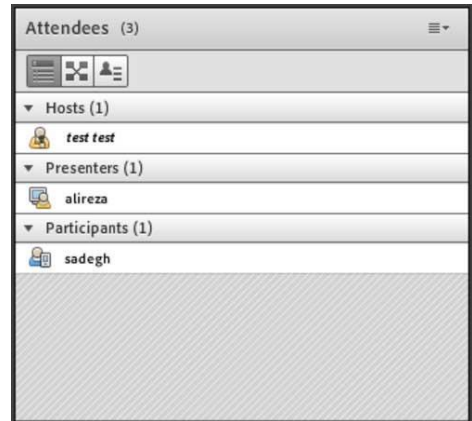 Attendees (3)
Hosts (1)
test test
Presenters (1)
alireza
Participants (1)
sadegh